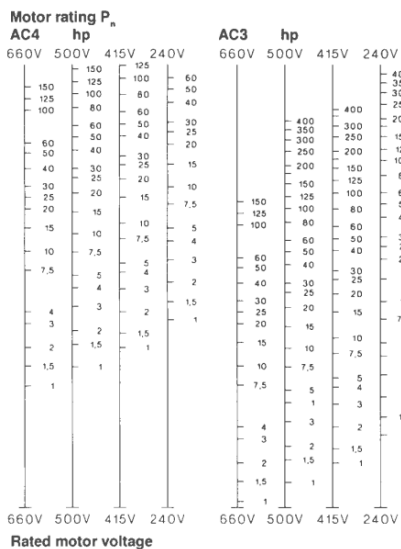 Motor rating Pn
AC4 hp AC3 hp
660V 500V 415V 240V 660V 500V 415V 240V
150 125 100 60 50 40 30 25 20 15 10 7,5 4 3 2 1,5 1
150 125 100 80 60 50 40 30 25 20 15 10 7,5 5 4 3 2 1,5 1
125 100 80 60 50 40 30 25 20 15 10 7,5 5 4 3 2 1,5 1
60 50 40 30 25 20 15 10 7,5 5 4 3 2 1,5 1
150 125 100 60 50 40 30 25 20 15 10 7,5 4 3 2 1,5 1
400 350 300 250 200 150 125 100 80 60 50 40 30 25 20 15 10 7,5 5 1 3 2 1,5 1
400 300 250 200 150 125 100 80 60 50 40 30 25 20 15 10 7,5 5 4 3 2 1,5 1
660V 500V 415V 240V 660V 500V 415V 240V
Rated motor voltage